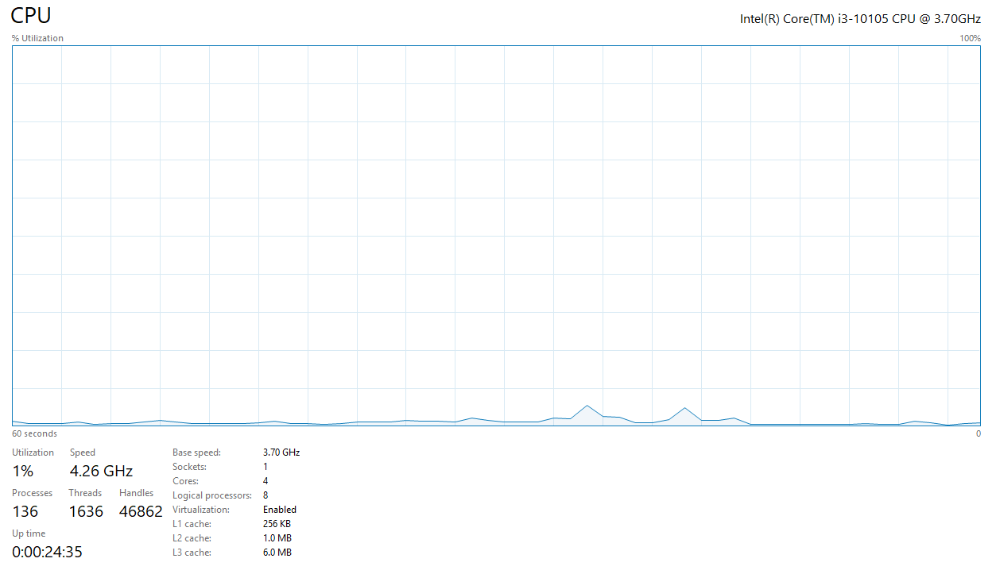 CPU
Intel(R) Core(TM) i3-10105 CPU @ 3.70GHz
% Utilization 100%
60 seconds 0
Utilization Speed
1% 4.26 GHz
Processes Threads Handles
136 1636 46862
Up time
0:00:24:35
Base speed: 3.70 GHz
Sockets: 1
Cores: 4
Logical processors: 8
Virtualization: Enabled
L1 cache: 256 KB
L2 cache: 1.0 MB
L3 cache: 6.0 MB